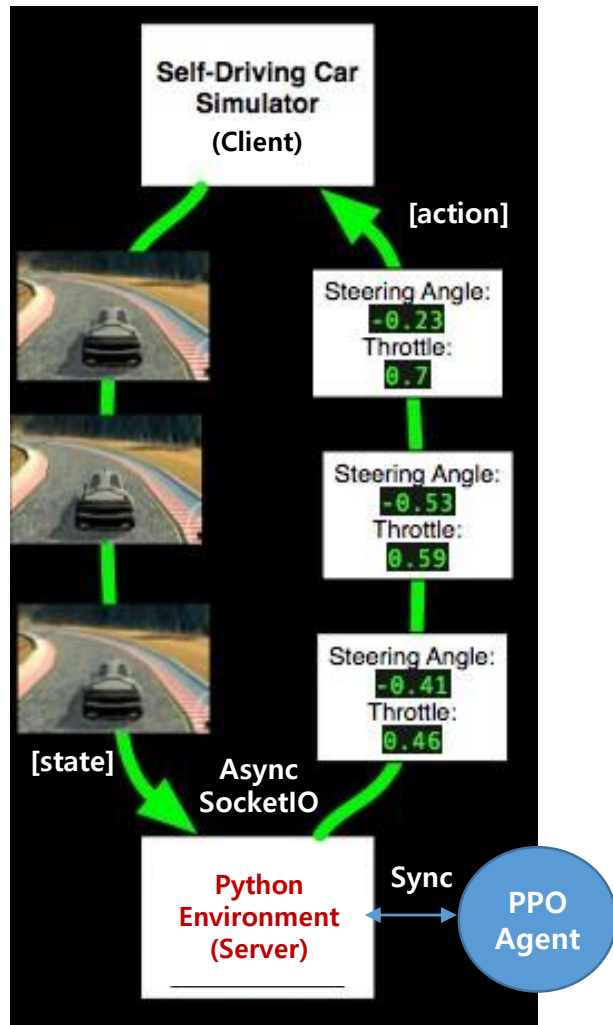 Self-Driving Car
Simulator
(Client)
[action]
Steering Angle:
-0.23
Throttle:
0.7
Steering Angle:
-0.53
Throttle:
0.59
Steering Angle:
-0.41
Throttle:
0.46
[state]
Async
SocketIO
Python
Environment
(Server)
Sync
PPO
Agent